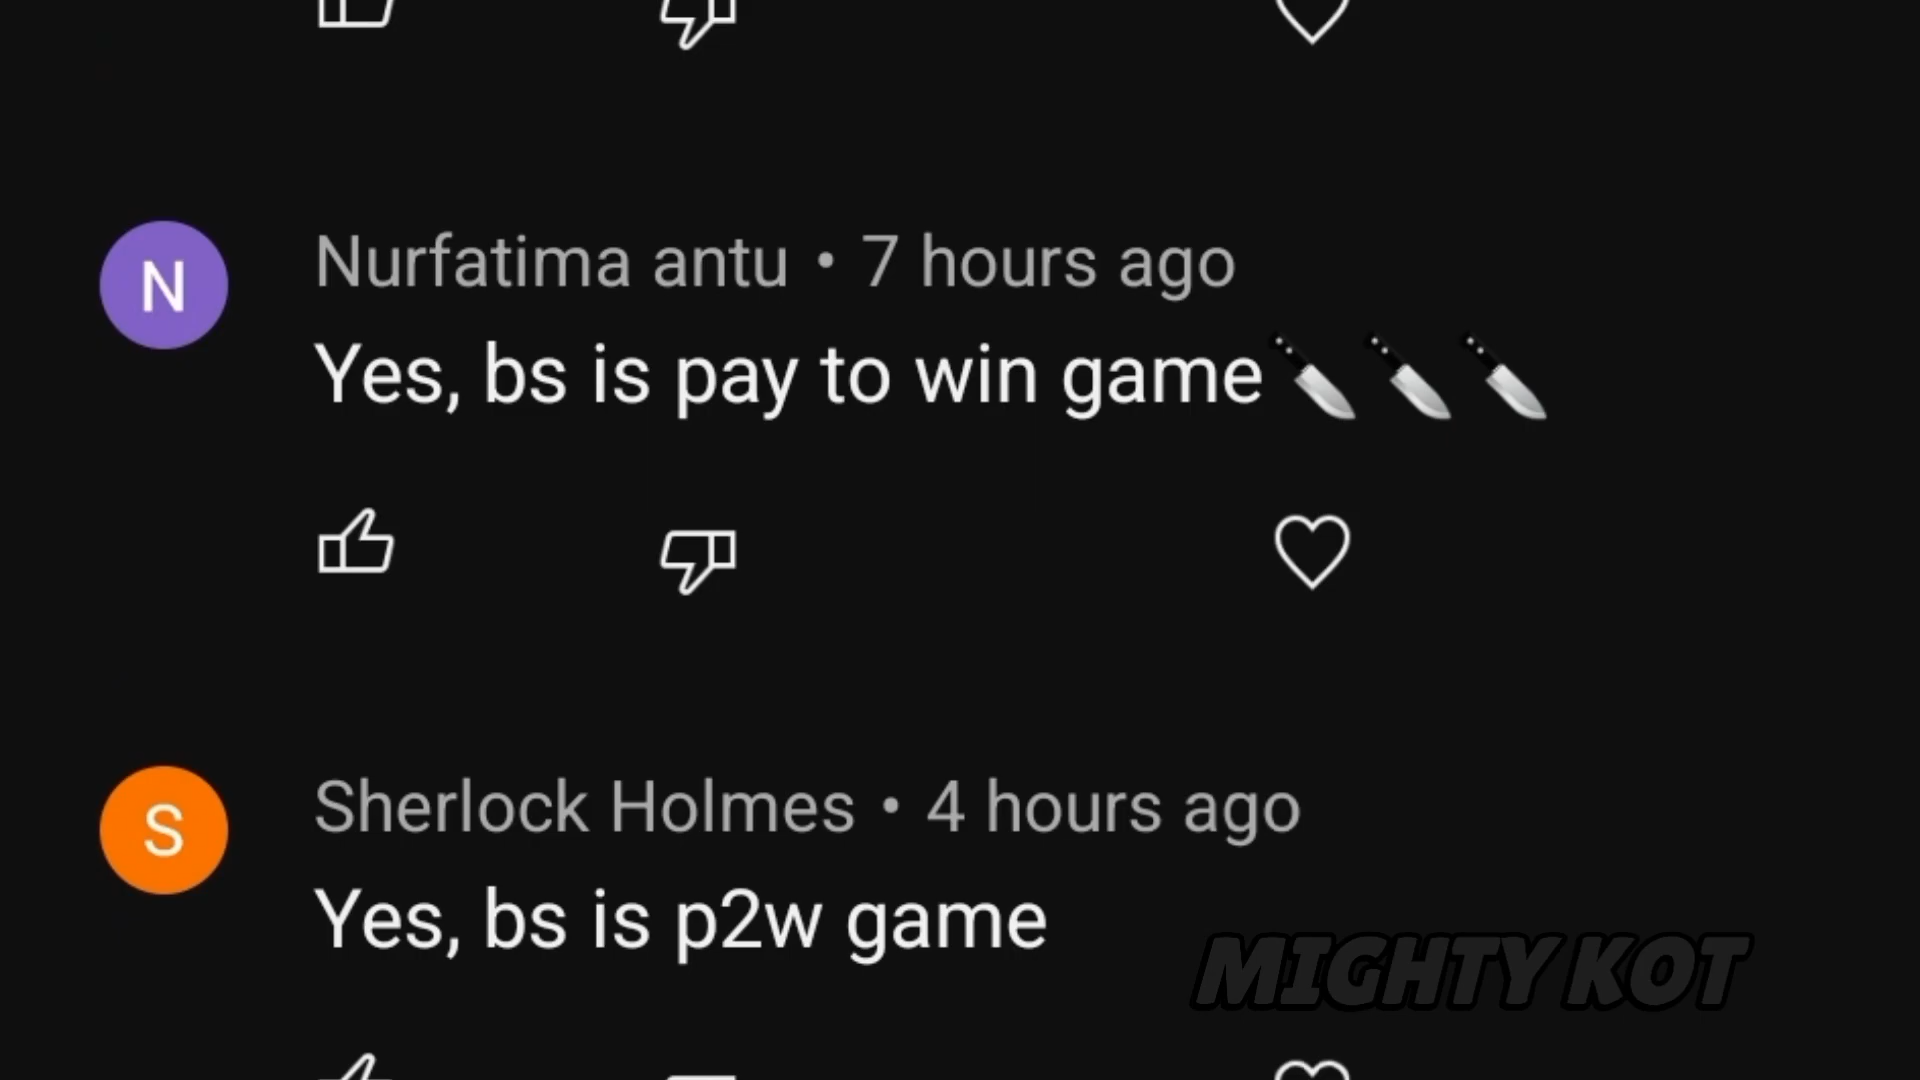 N
Nurfatima antu • 7 hours ago
Yes, bs is pay to win game🔪🔪🔪
S
Sherlock Holmes • 4 hours ago
Yes, bs is p2w game
MIGHTY KOT